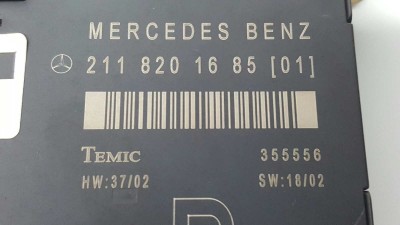 MERCEDES BENZ
211 820 16 85 [01]
TEMIC 355556
HW:37/02 SW:18/02